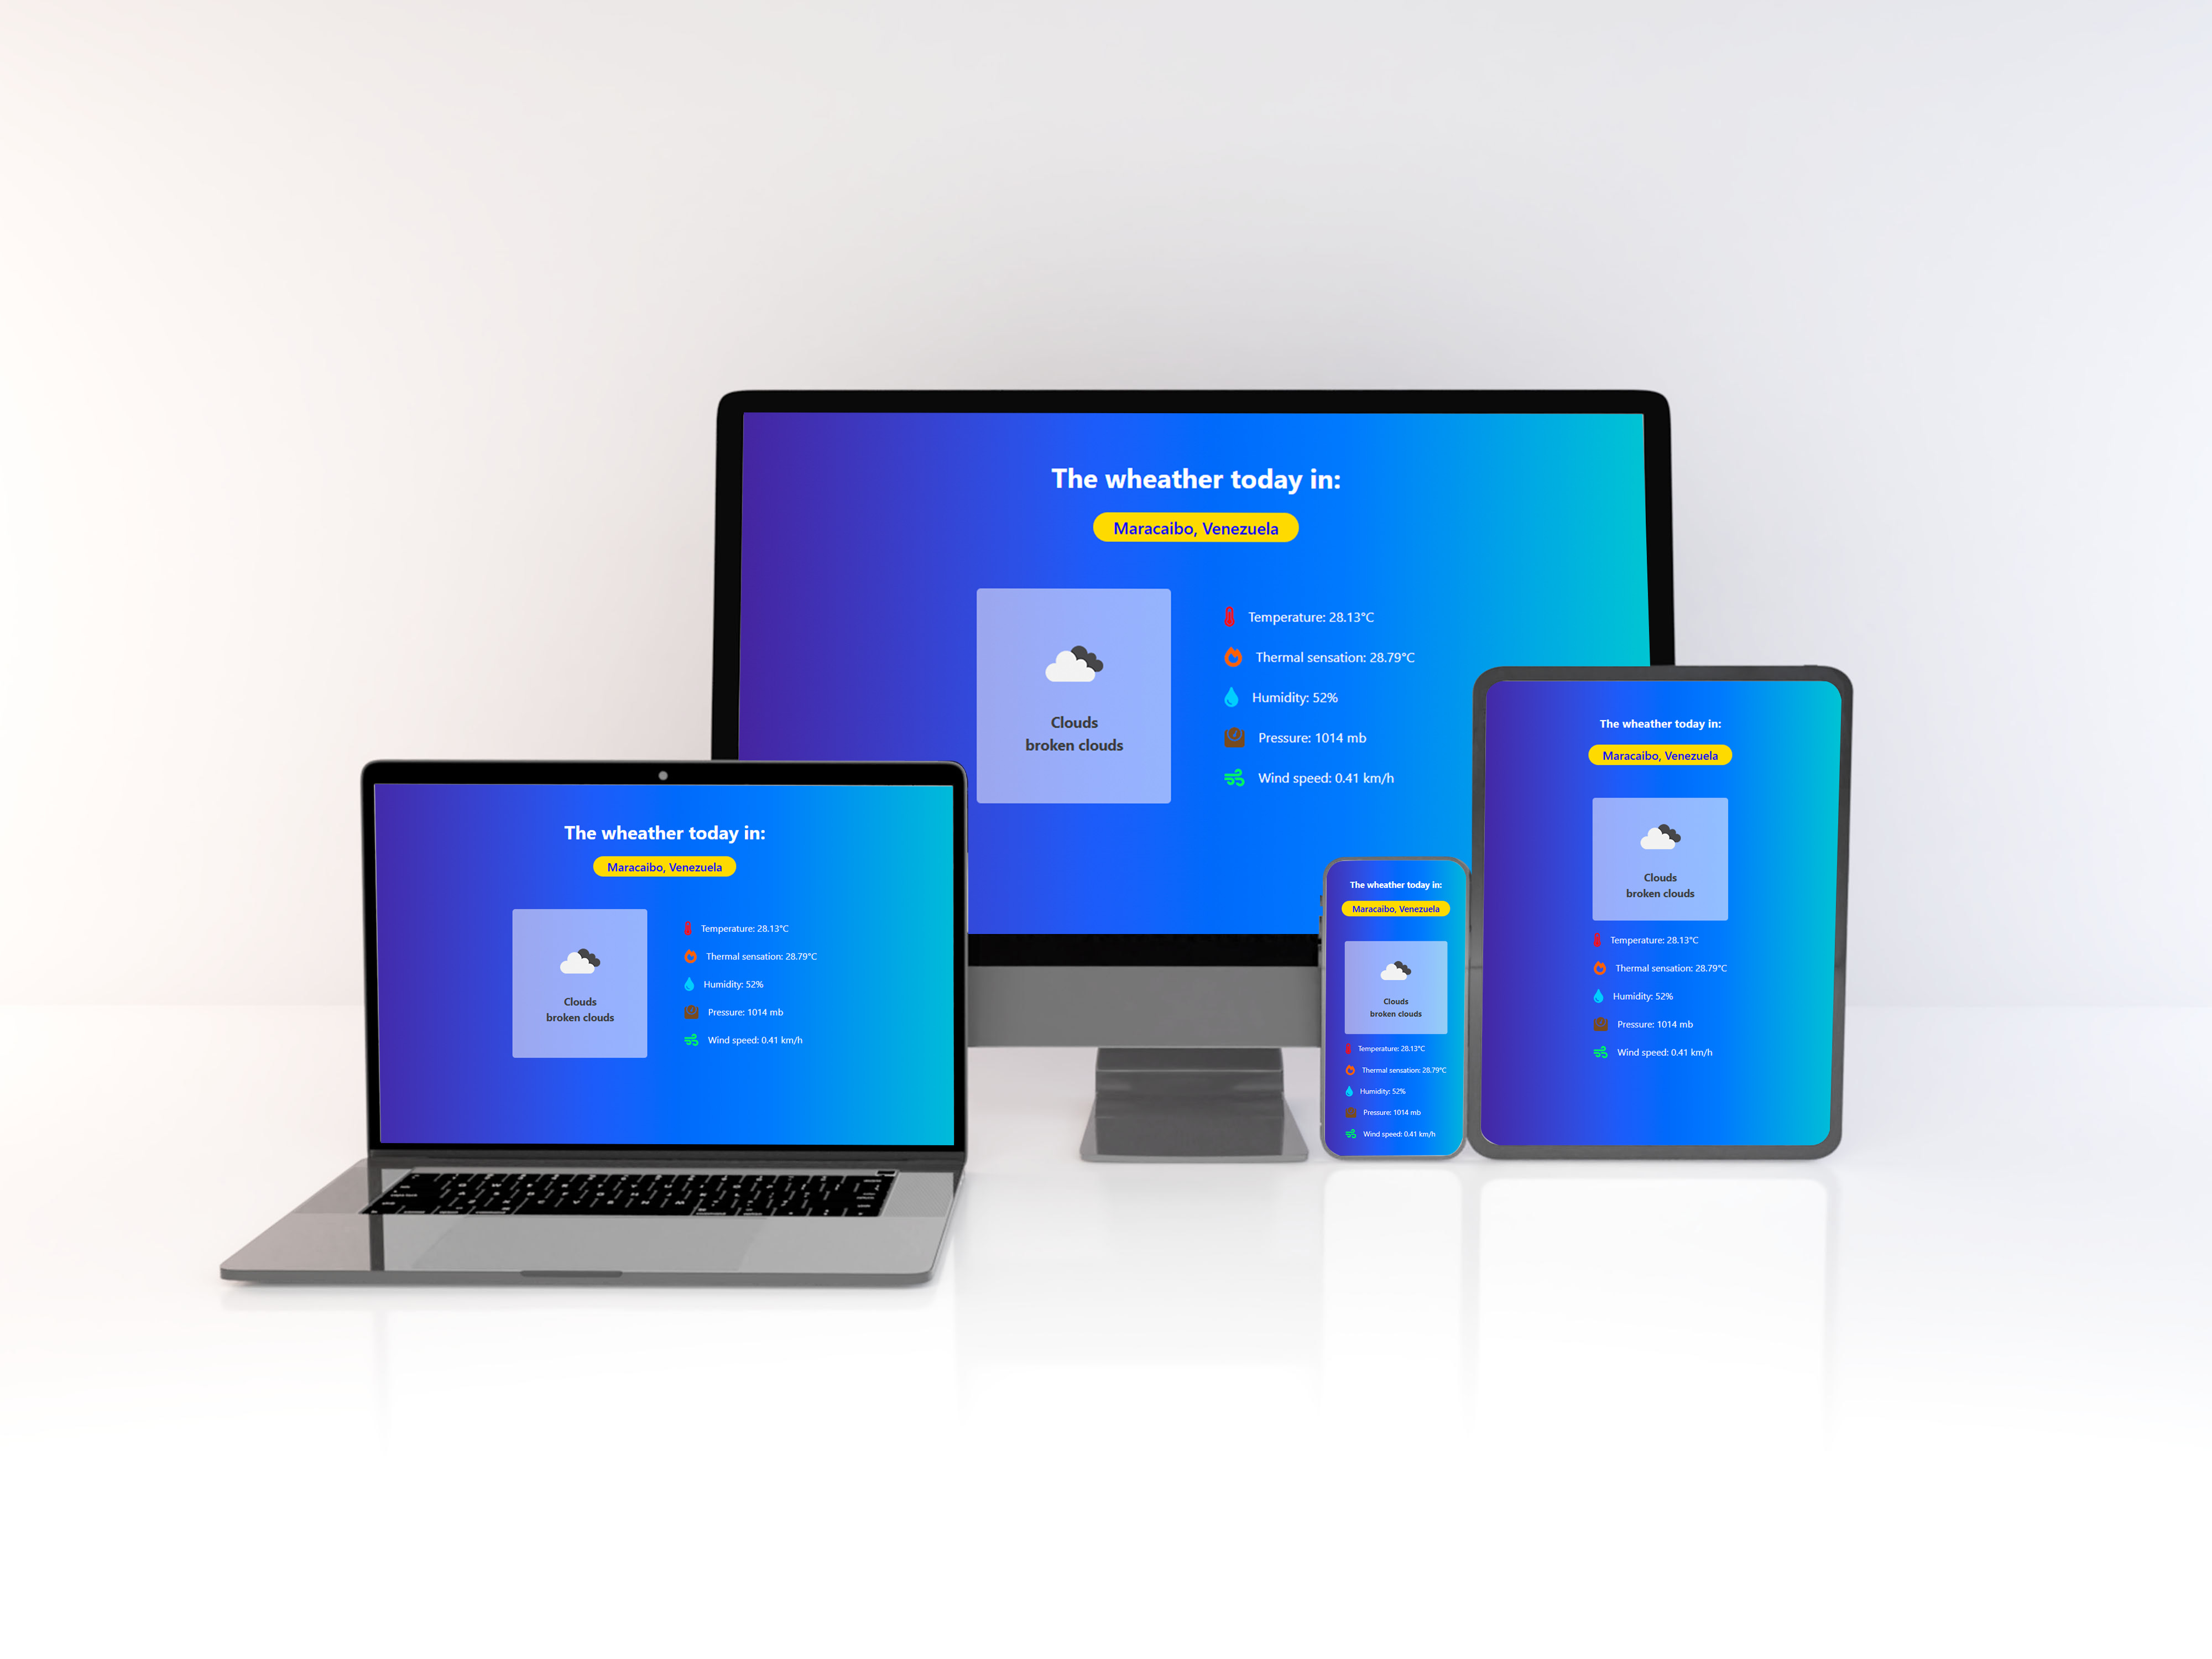 The wheather today in:
Maracaibo, Venezuela
Clouds
broken clouds
Temperature: 28.13°C
Thermal sensation: 28.79°C
Humidity: 52%
Pressure: 1014 mb
Wind speed: 0.41 km/h
The wheather today in:
Maracaibo, Venezuela
Clouds
broken clouds
Temperature: 28.13°C
Thermal sensation: 28.79°C
Humidity: 52%
Pressure: 1014 mb
Wind speed: 0.41 km/h
The wheather today in:
Maracaibo, Venezuela
Clouds
broken clouds
Temperature: 28.13°C
Thermal sensation: 28.79°C
Humidity: 52%
Pressure: 1014 mb
Wind speed: 0.41 km/h
The wheather today in:
Maracaibo, Venezuela
Clouds
broken clouds
Temperature: 28.13°C
Thermal sensation: 28.79°C
Humidity: 52%
Pressure: 1014 mb
Wind speed: 0.41 km/h